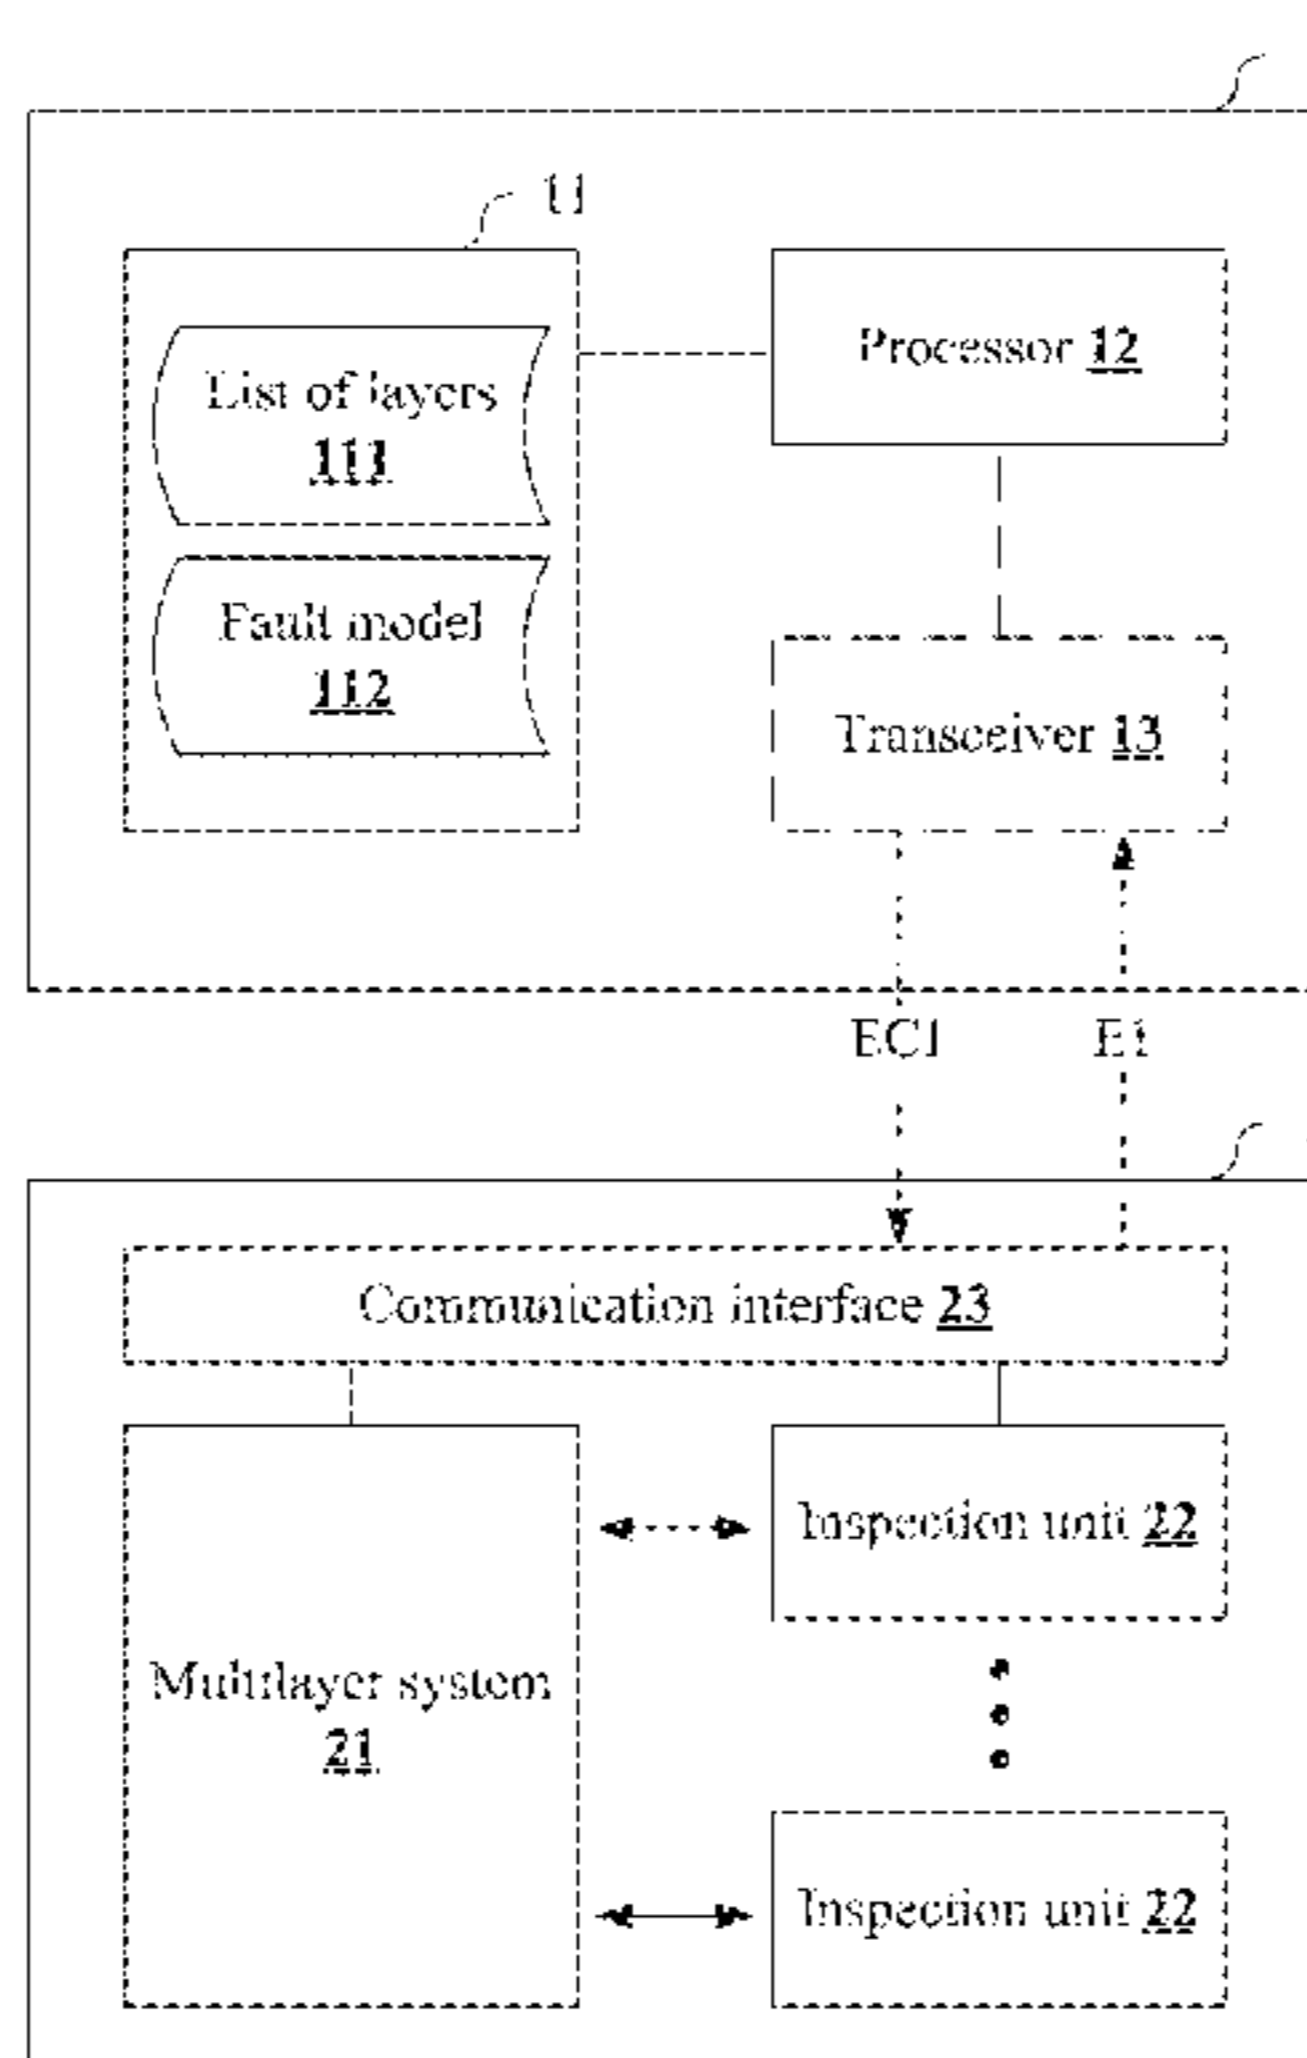 11
Processor 12
List of layers
111
Fault model
112
Transceiver 13
EC1
E1
Communication interface 23
Inspection unit 22
Multilayer system
21
Inspection unit 22